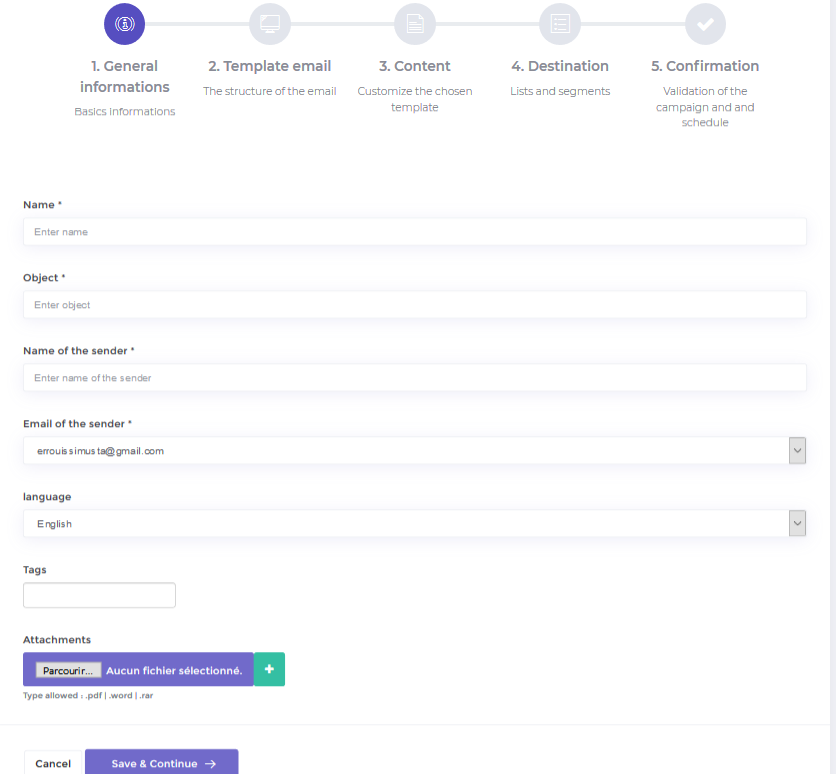 1. General informations
Basics Informations
2. Template email
The structure of the email
3. Content
Customize the chosen template
4. Destination
Lists and segments
5. Confirmation
Validation of the campaign and and schedule
Name *
Enter name
Object *
Enter object
Name of the sender *
Enter name of the sender
Email of the sender *
errouissimusta@gmail.com
language
English
Tags
Attachments
Parcourir... Aucun fichier sélectionné. +
Type allowed : .pdf | .word | .rar
Cancel Save & Continue →